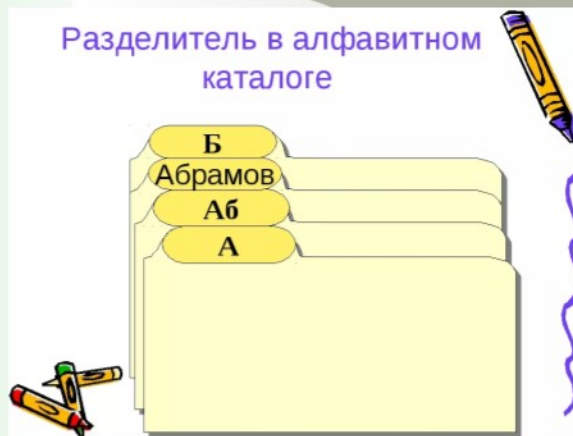 Разделитель в алфавитном
каталоге
Б
Абрамов
Аб
А